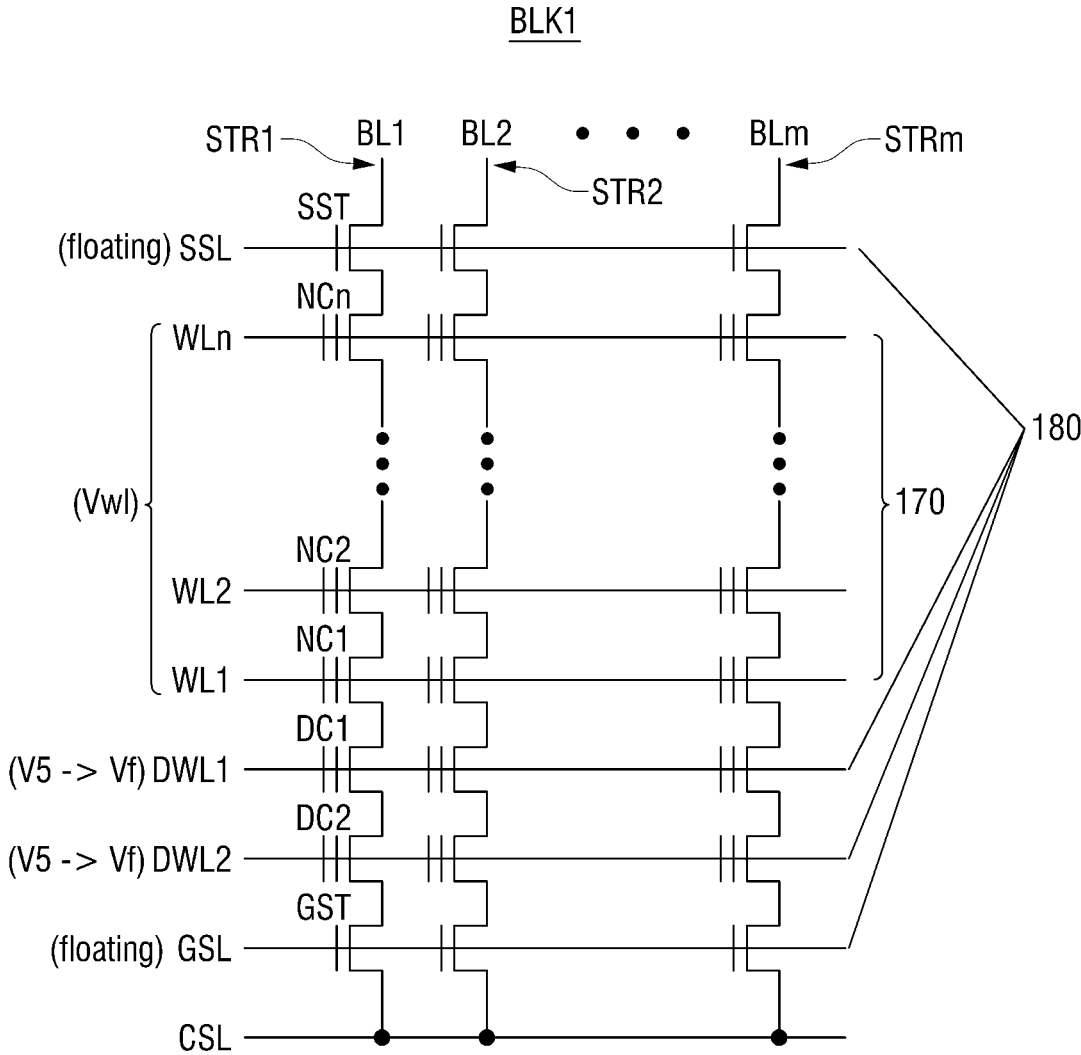 BLK1
STR1 BL1 BL2 BLm STRm
STR2
SST
(floating) SSL
NCn
WLn
180
(Vwl) 170
NC2
WL2
NC1
WL1
DC1
(V5 -> Vf) DWL1
DC2
(V5 -> Vf) DWL2
GST
(floating) GSL
CSL